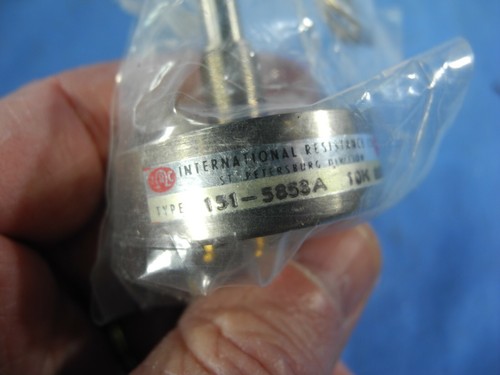 IRC INTERNATIONAL RESISTANCE
ST. PETERSBURG DIVISION
TYPE 151-5858A 10K